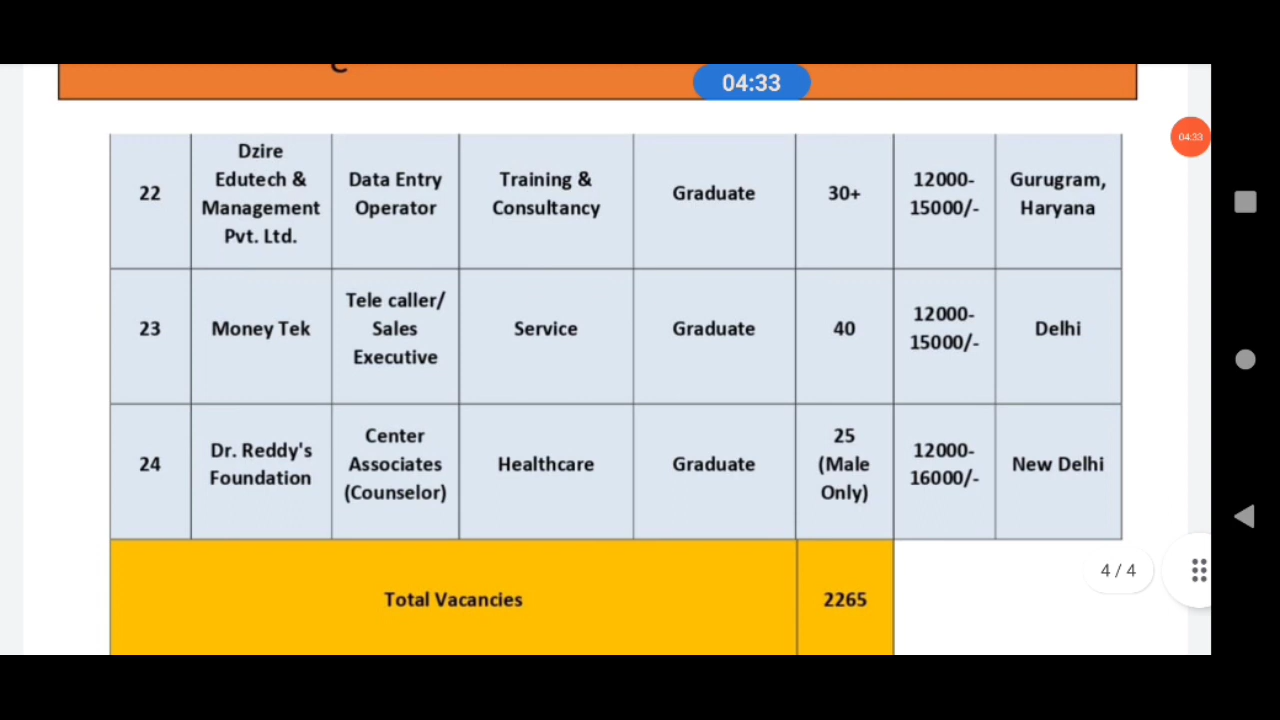 04:33
04:33
22
Dzire
Edutech &
Management
Pvt. Ltd.
Data Entry
Operator
Training &
Consultancy
Graduate
30+
12000-
15000/-
Gurugram,
Haryana
23
Money Tek
Tele caller/
Sales
Executive
Service
Graduate
40
12000-
15000/-
Delhi
24
Dr. Reddy's
Foundation
Center
Associates
(Counselor)
Healthcare
Graduate
25
(Male
Only)
12000-
16000/-
New Delhi
Total Vacancies
2265
4 / 4